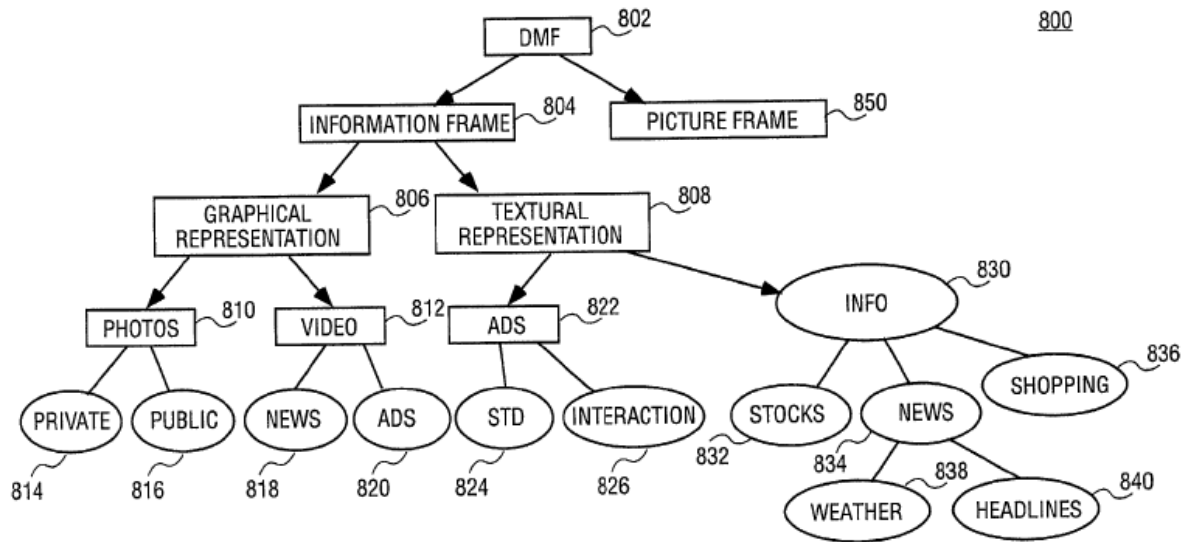 800
DMF
802
INFORMATION FRAME
804
PICTURE FRAME
850
GRAPHICAL
REPRESENTATION
806
TEXTURAL
REPRESENTATION
808
PHOTOS
810
VIDEO
812
ADS
822
INFO
830
PRIVATE
814
PUBLIC
816
NEWS
818
ADS
820
STD
824
INTERACTION
826
STOCKS
832
NEWS
834
SHOPPING
836
WEATHER
838
HEADLINES
840